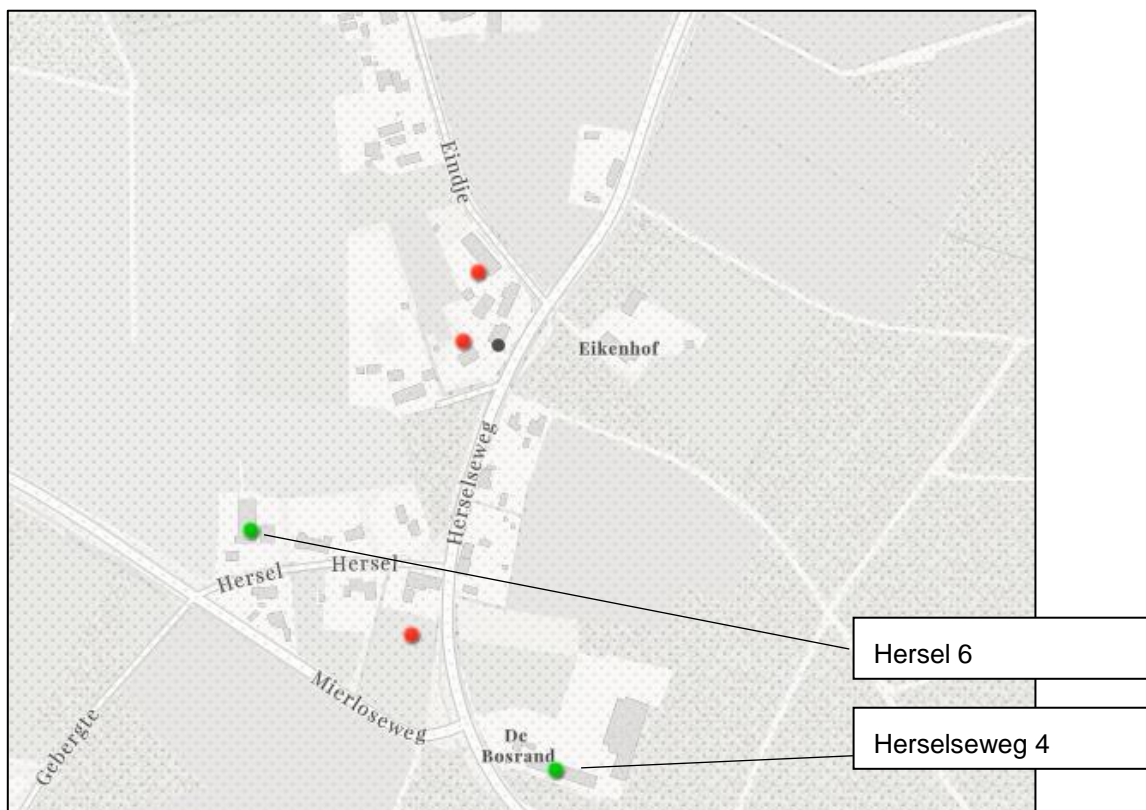 Eindje
Eikenhof
Herselseweg
Hersel
Hersel
Hersel 6
Mierloseweg
Gebergte
De
Bosrand
Herselseweg 4